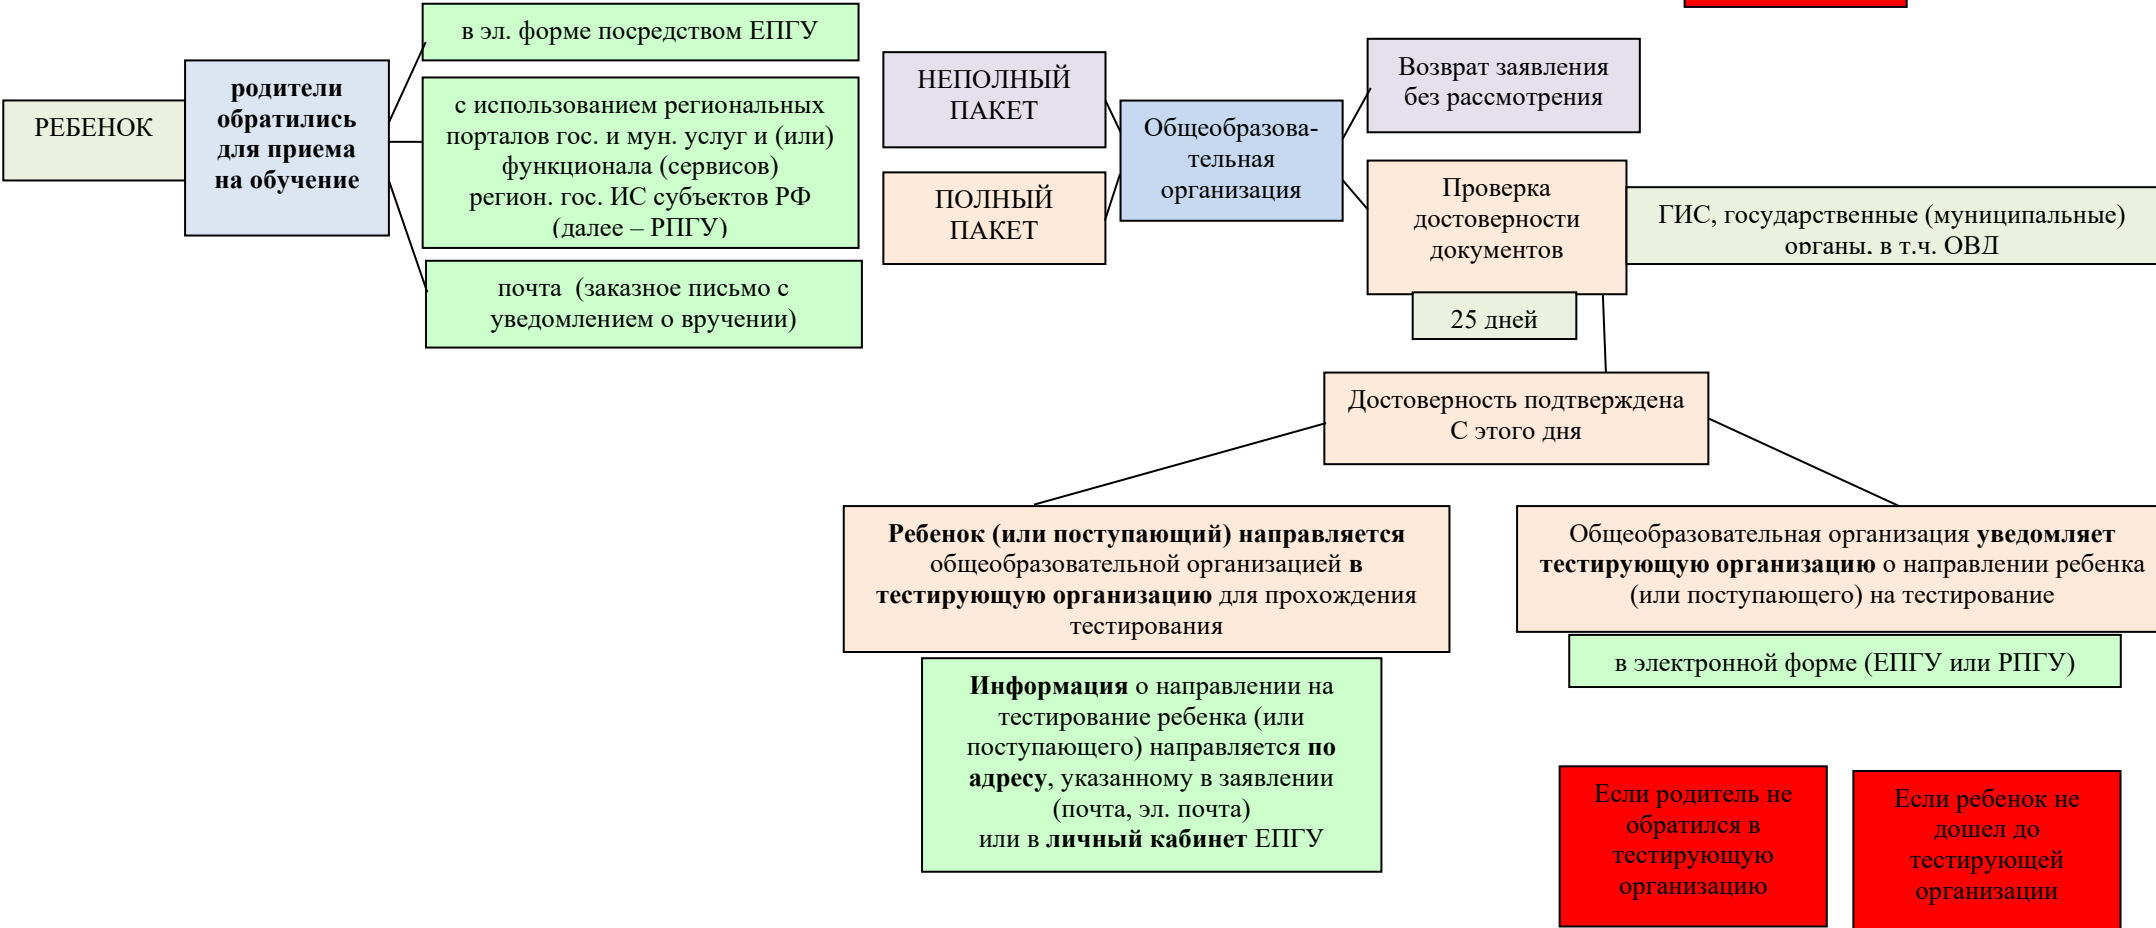 РЕБЕНОК
родители
обратились
для приема
на обучение
в эл. форме посредством ЕПГУ
с использованием региональных
порталов гос. и мун. услуг и (или)
функционала (сервисов)
регион. гос. ИС субъектов РФ
(далее – РПГУ)
почта (заказное письмо с
уведомлением о вручении)
НЕПОЛНЫЙ
ПАКЕТ
ПОЛНЫЙ
ПАКЕТ
Общеобразова-
тельная
организация
Возврат заявления
без рассмотрения
Проверка
достоверности
документов
25 дней
ГИС, государственные (муниципальные)
органы, в т.ч. ОВД
Достоверность подтверждена
С этого дня
Ребенок (или поступающий) направляется
общеобразовательной организацией в
тестирующую организацию для прохождения
тестирования
Информация о направлении на
тестирование ребенка (или
поступающего) направляется по
адресу, указанному в заявлении
(почта, эл. почта)
или в личный кабинет ЕПГУ
Общеобразовательная организация уведомляет
тестирующую организацию о направлении ребенка
(или поступающего) на тестирование
в электронной форме (ЕПГУ или РПГУ)
Если родитель не
обратился в
тестирующую
организацию
Если ребенок не
дошел до
тестирующей
организации